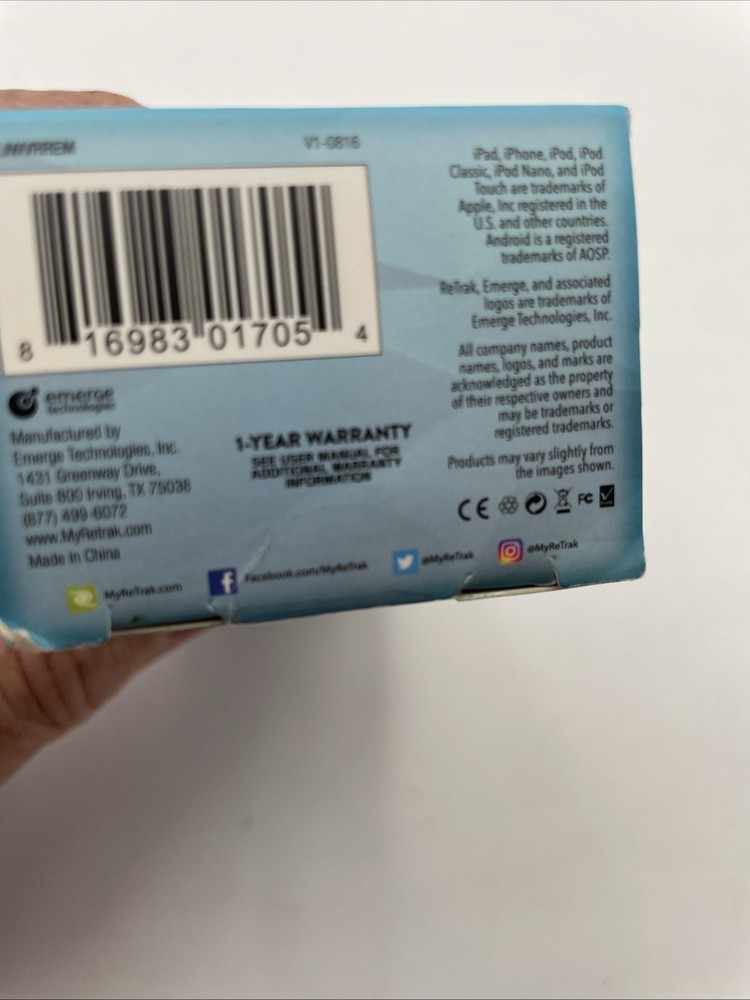 V1-0816
8 16983 01705 4
emerge
technologies
Manufactured by
Emerge Technologies, Inc.
1431 Greenway Drive,
Suite 800 Irving, TX 75038
(877) 499-6072
www.MyRetrak.com
Made in China
1-YEAR WARRANTY
SEE USER MANUAL FOR
ADDITIONAL WARRANTY
INFORMATION
iPad, iPhone, iPod, iPod
Classic, iPod Nano, and iPod
Touch are trademarks of
Apple, Inc registered in the
U.S. and other countries.
Android is a registered
trademarks of AOSP.
ReTrak, Emerge, and associated
logos are trademarks of
Emerge Technologies, Inc.
All company names, product
names, logos, and marks are
acknowledged as the property
of their respective owners and
may be trademarks or
registered trademarks.
Products may vary slightly from
the images shown.
CE FC
MyReTrak.com
Facebook.com/MyReTrak
@MyReTrak
@MyReTrak